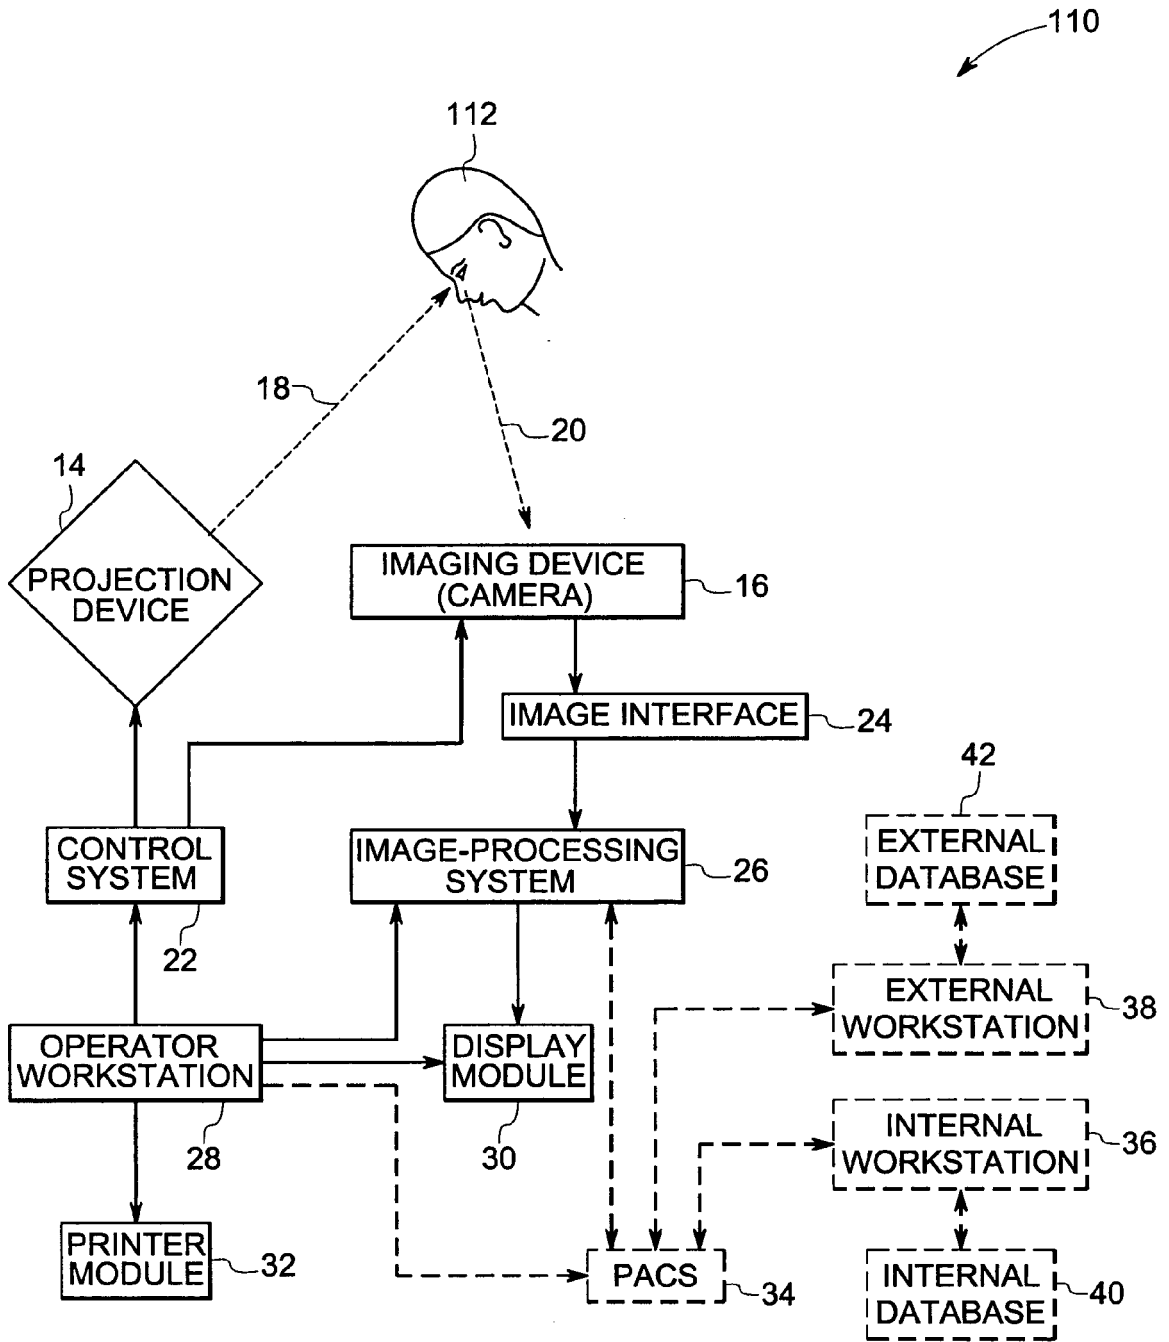 110
112
18
20
14
PROJECTION
DEVICE
IMAGING DEVICE
(CAMERA)
16
IMAGE INTERFACE
24
42
CONTROL
SYSTEM
22
IMAGE-PROCESSING
SYSTEM
26
EXTERNAL
DATABASE
EXTERNAL
WORKSTATION
38
OPERATOR
WORKSTATION
28
DISPLAY
MODULE
30
INTERNAL
WORKSTATION
36
PRINTER
MODULE
32
PACS
34
INTERNAL
DATABASE
40